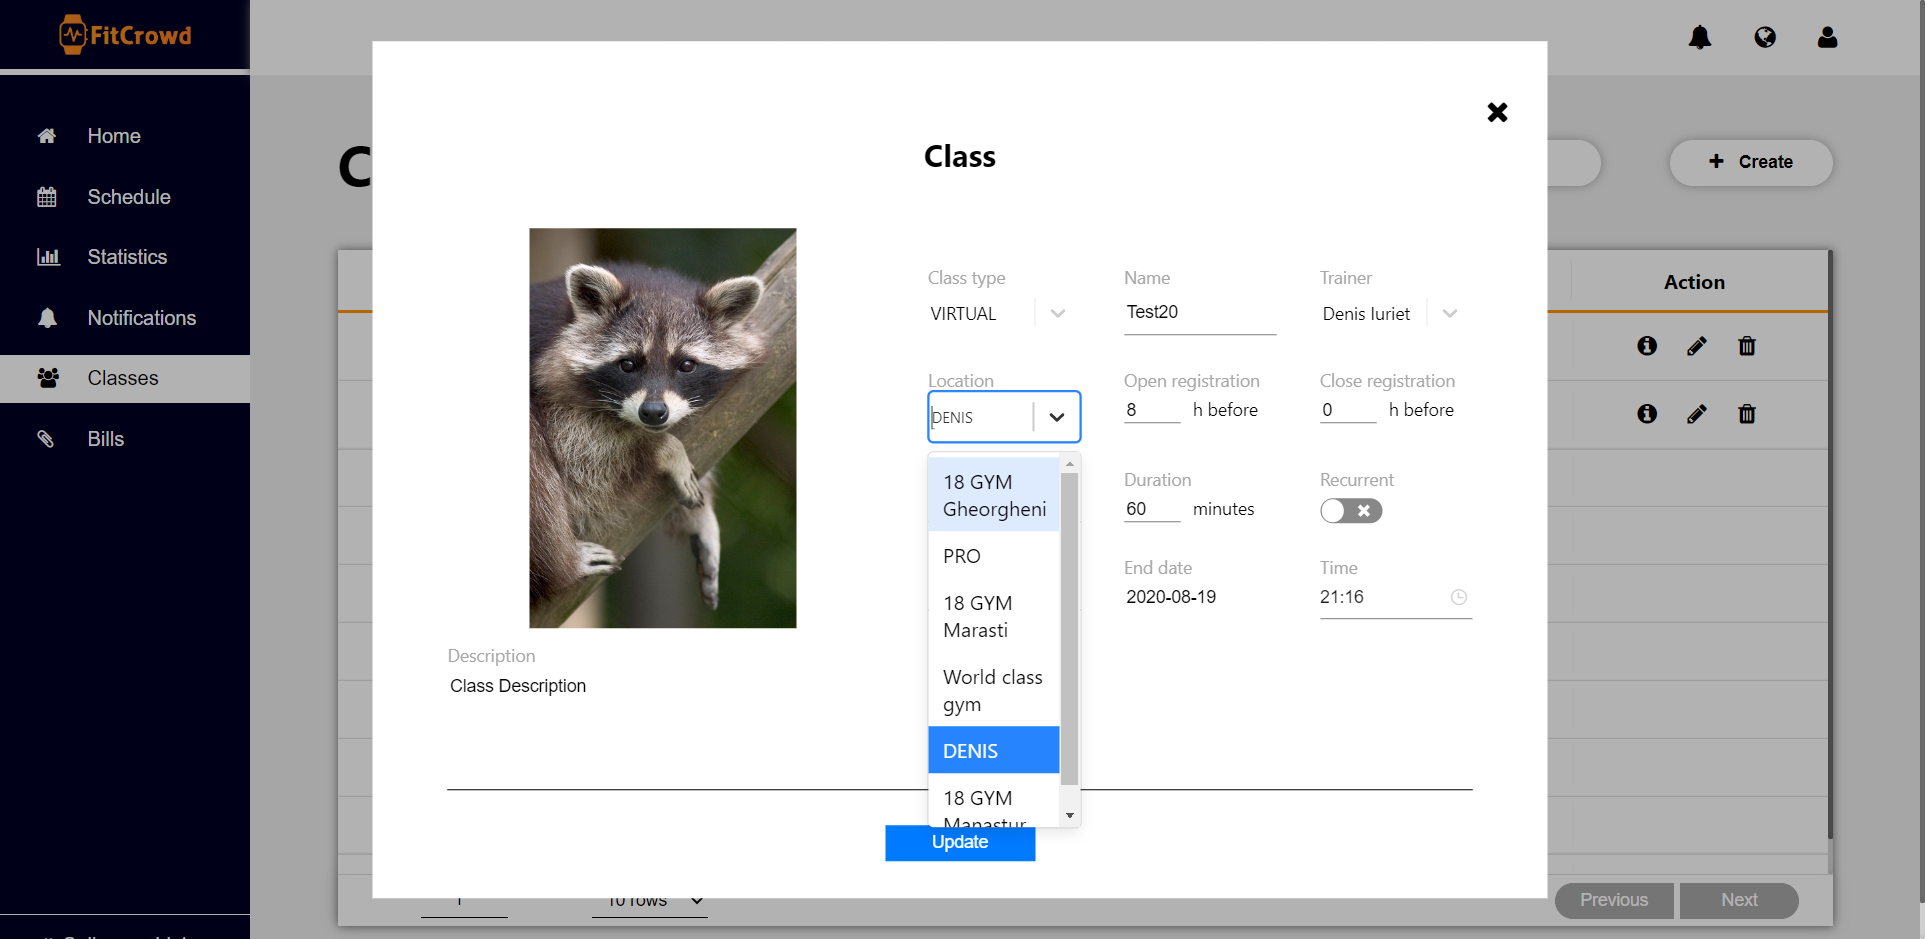 FitCrowd
Home
Schedule
Statistics
Notifications
Classes
Bills
C
Create
Action
Class
Class type
VIRTUAL
Name
Test20
Trainer
Denis Iuriet
Location
DENIS
Open registration
8 h before
Close registration
0 h before
18 GYM
Gheorgheni
PRO
18 GYM
Marasti
World class
gym
DENIS
18 GYM
Manastur
Duration
60 minutes
Recurrent
End date
2020-08-19
Time
21:16
Description
Class Description
Update
1
10 rows
Previous
Next